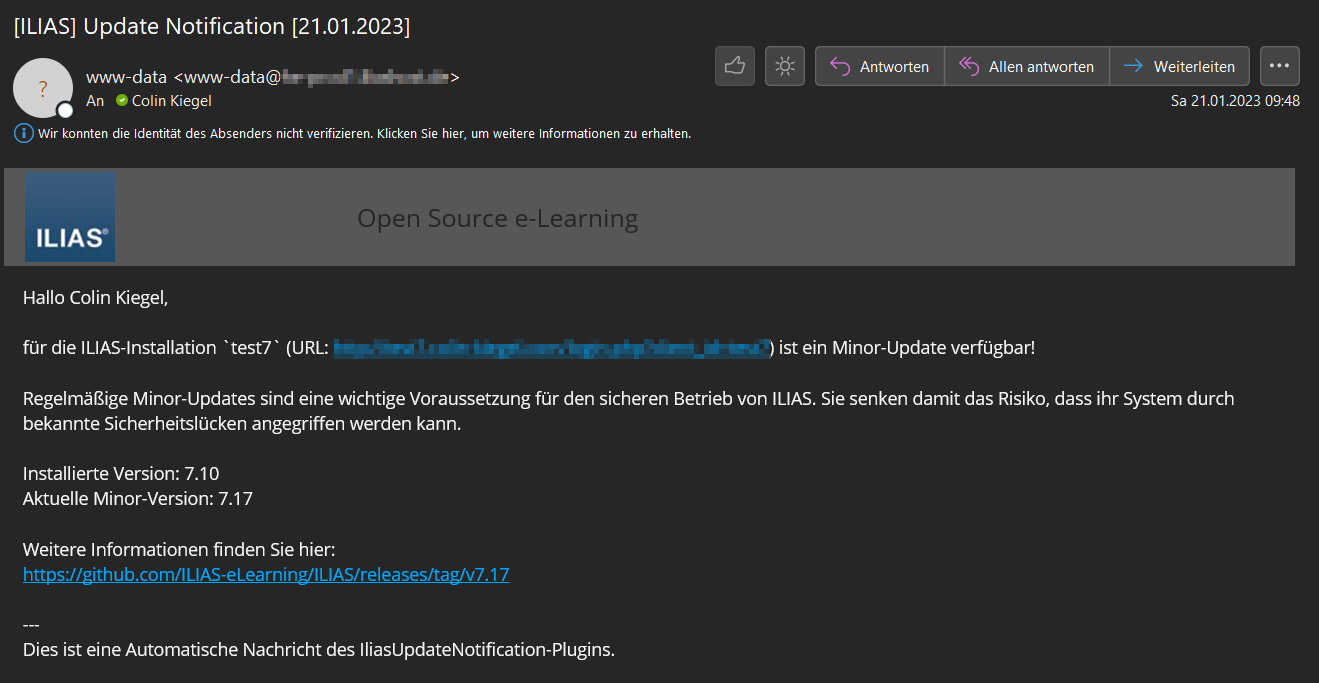 [ILIAS] Update Notification [21.01.2023]
?
www-data <www-data@ >
An Colin Kiegel
Antworten
Allen antworten
Weiterleiten
Sa 21.01.2023 09:48
Wir konnten die Identität des Absenders nicht verifizieren. Klicken Sie hier, um weitere Informationen zu erhalten.
ILIAS®
Open Source e-Learning
Hallo Colin Kiegel,
für die ILIAS-Installation `test7` (URL: ) ist ein Minor-Update verfügbar!
Regelmäßige Minor-Updates sind eine wichtige Voraussetzung für den sicheren Betrieb von ILIAS. Sie senken damit das Risiko, dass ihr System durch
bekannte Sicherheitslücken angegriffen werden kann.
Installierte Version: 7.10
Aktuelle Minor-Version: 7.17
Weitere Informationen finden Sie hier:
https://github.com/ILIAS-eLearning/ILIAS/releases/tag/v7.17
---
Dies ist eine Automatische Nachricht des IliasUpdateNotification-Plugins.